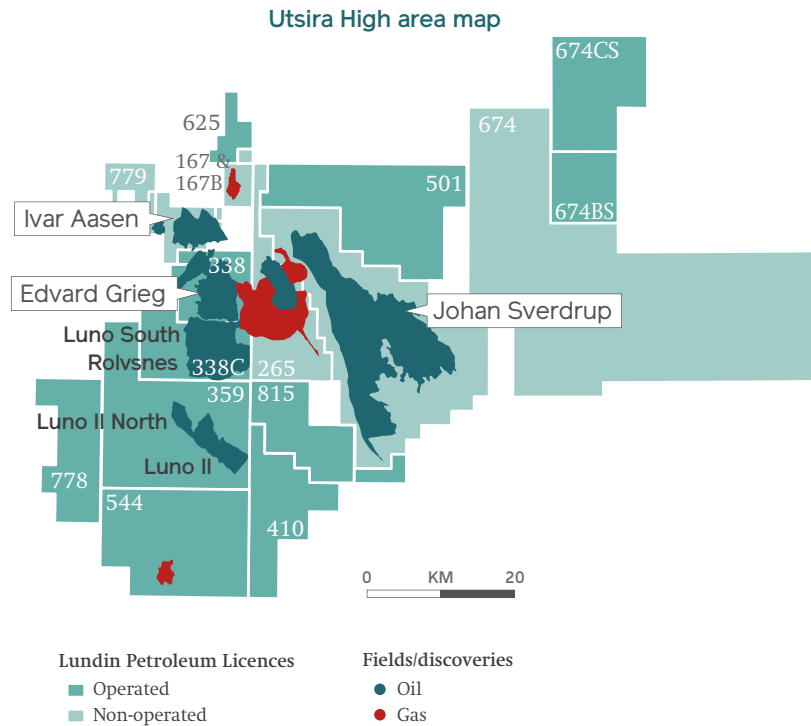 Utsira High area map
674CS
625
674
167 &
167B
779
501
674BS
Ivar Aasen
338
Edvard Grieg
Johan Sverdrup
Luno South
Rolvsnes
338C
265
359
815
Luno II North
Luno II
778
544
410
0 KM 20
Lundin Petroleum Licences
Operated
Non-operated
Fields/discoveries
Oil
Gas